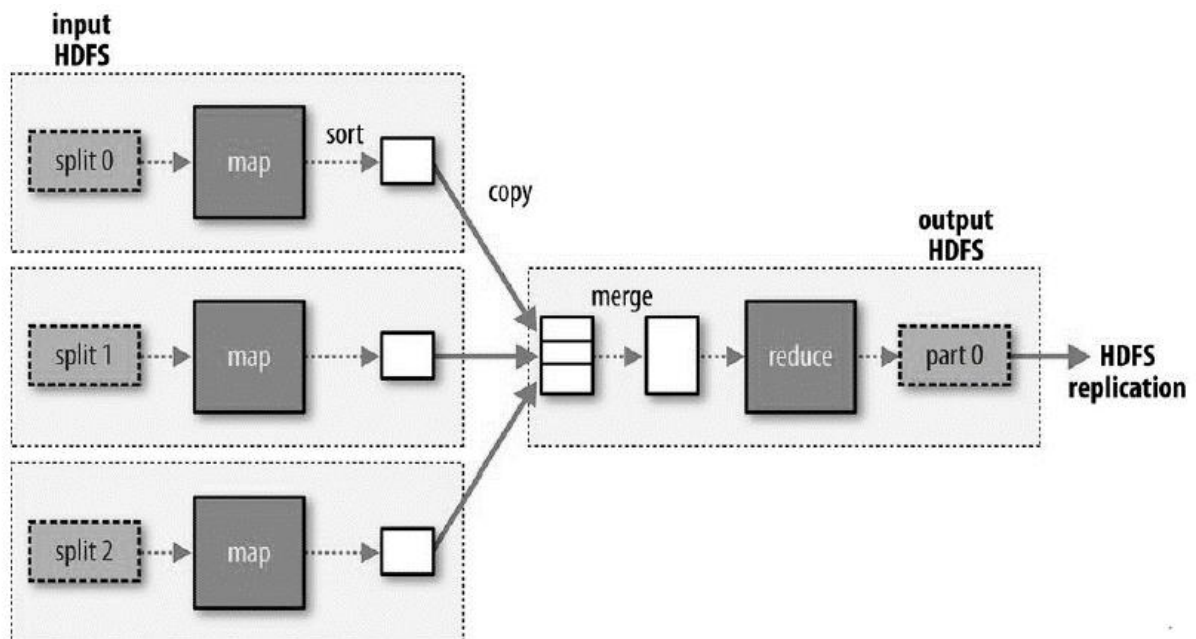 input
HDFS
split 0
map
sort
copy
split 1
map
split 2
map
merge
reduce
output
HDFS
part 0
HDFS
replication